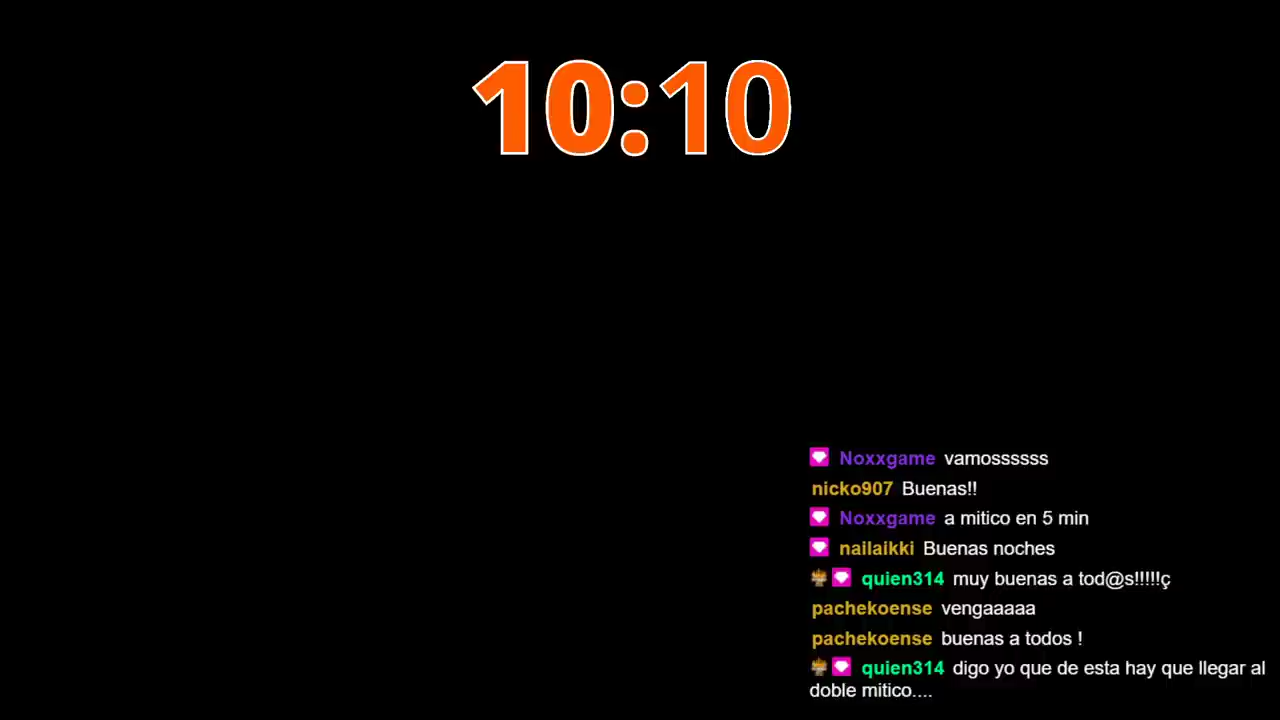 10:10
Noxxgame vamossssss
nicko907 Buenas!!
Noxxgame a mitico en 5 min
nailaikki Buenas noches
quien314 muy buenas a tod@s!!!!!ç
pachekoense vengaaaaa
pachekoense buenas a todos !
quien314 digo yo que de esta hay que llegar al
doble mitico....